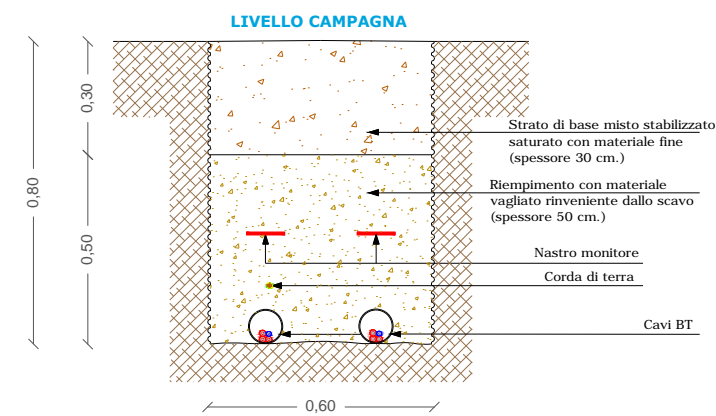 LIVELLO CAMPAGNA
0,30
0,80
0,50
Strato di base misto stabilizzato
saturato con materiale fine
(spessore 30 cm.)
Riempimento con materiale
vagliato rinveniente dallo scavo
(spessore 50 cm.)
Nastro monitore
Corda di terra
Cavi BT
0,60